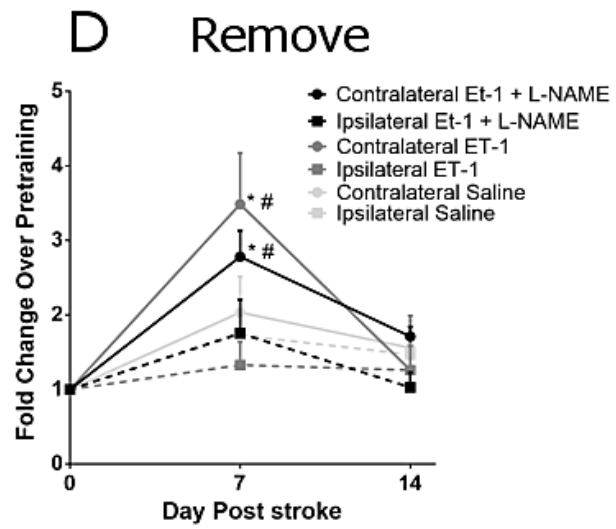 D Remove
5
4
3
2
1
0
Fold Change Over Pretraining
Contralateral Et-1 + L-NAME
Ipsilateral Et-1 + L-NAME
Contralateral ET-1
Ipsilateral ET-1
Contralateral Saline
Ipsilateral Saline
* #
* #
0 7 14
Day Post stroke